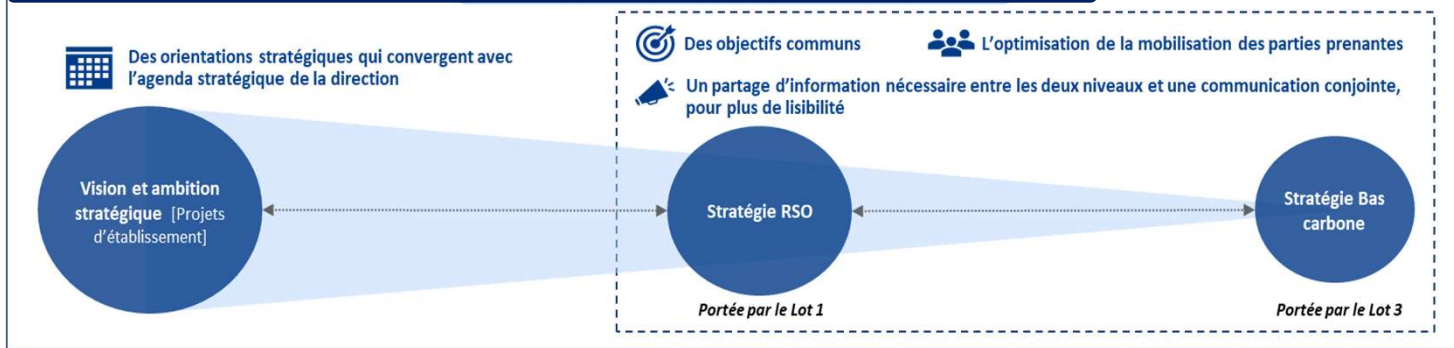 Des orientations stratégiques qui convergent avec
l'agenda stratégique de la direction
Des objectifs communs
L'optimisation de la mobilisation des parties prenantes
Un partage d'information nécessaire entre les deux niveaux et une communication conjointe,
pour plus de lisibilité
Vision et ambition
stratégique [Projets
d'établissement]
Stratégie RSO
Stratégie Bas
carbone
Portée par le Lot 1
Portée par le Lot 3